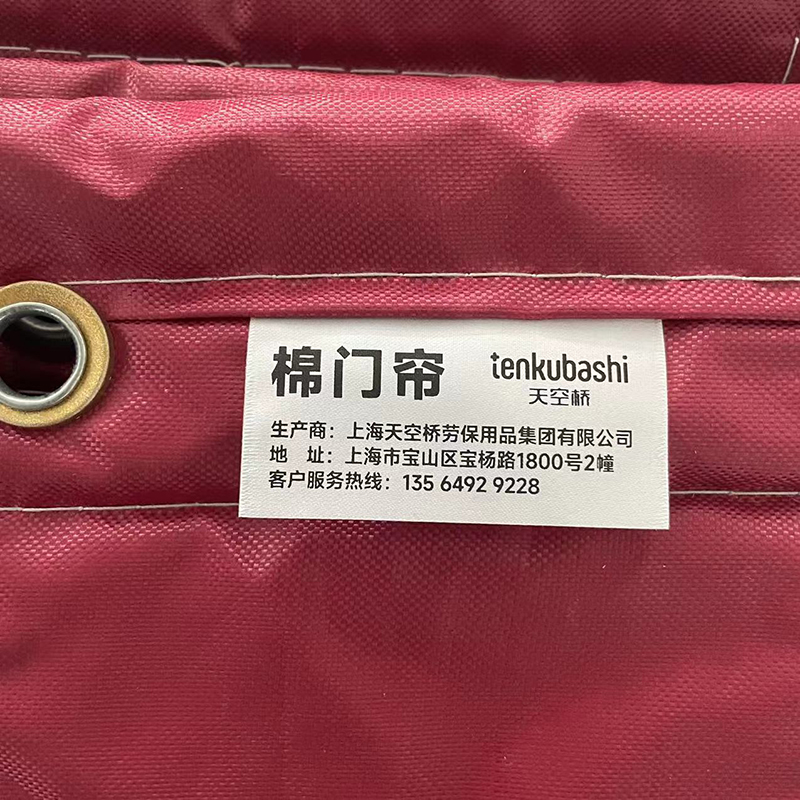 棉门帘 tenkubashi
天空桥
生产商：上海天空桥劳保用品集团有限公司
地 址：上海市宝山区宝杨路1800号2幢
客户服务热线：135 6492 9228